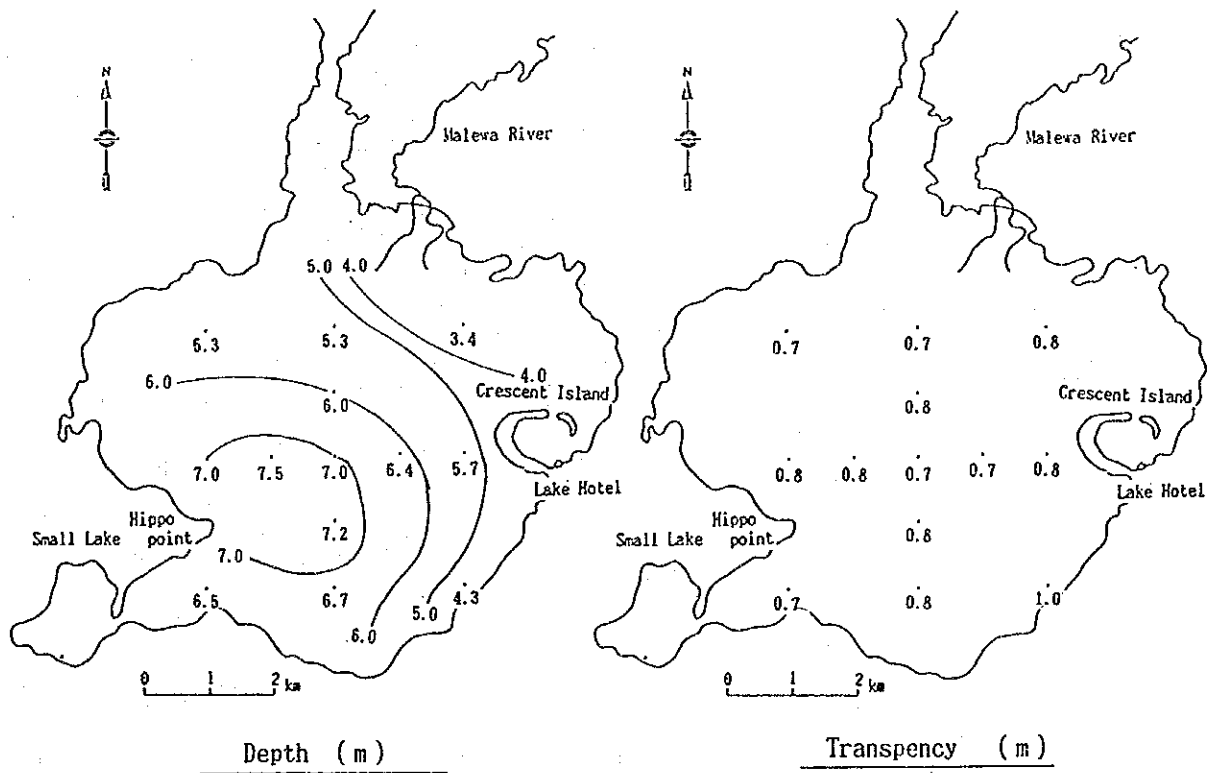 N
Malewa River
5.0 4.0
5.3
5.3
3.4
6.0
4.0
Crescent Island
6.0
7.0
7.5
7.0
6.4
5.7
Lake Hotel
Hippo
point
Small Lake
7.2
7.0
6.5
6.7
5.0
4.3
6.0
0 1 2 km
Depth (m)
N
Malewa River
0.7
0.7
0.8
0.8
Crescent Island
0.8
0.8
0.7
0.7
0.8
Lake Hotel
Hippo
point
Small Lake
0.8
0.7
0.8
1.0
0 1 2 km
Transpency (m)